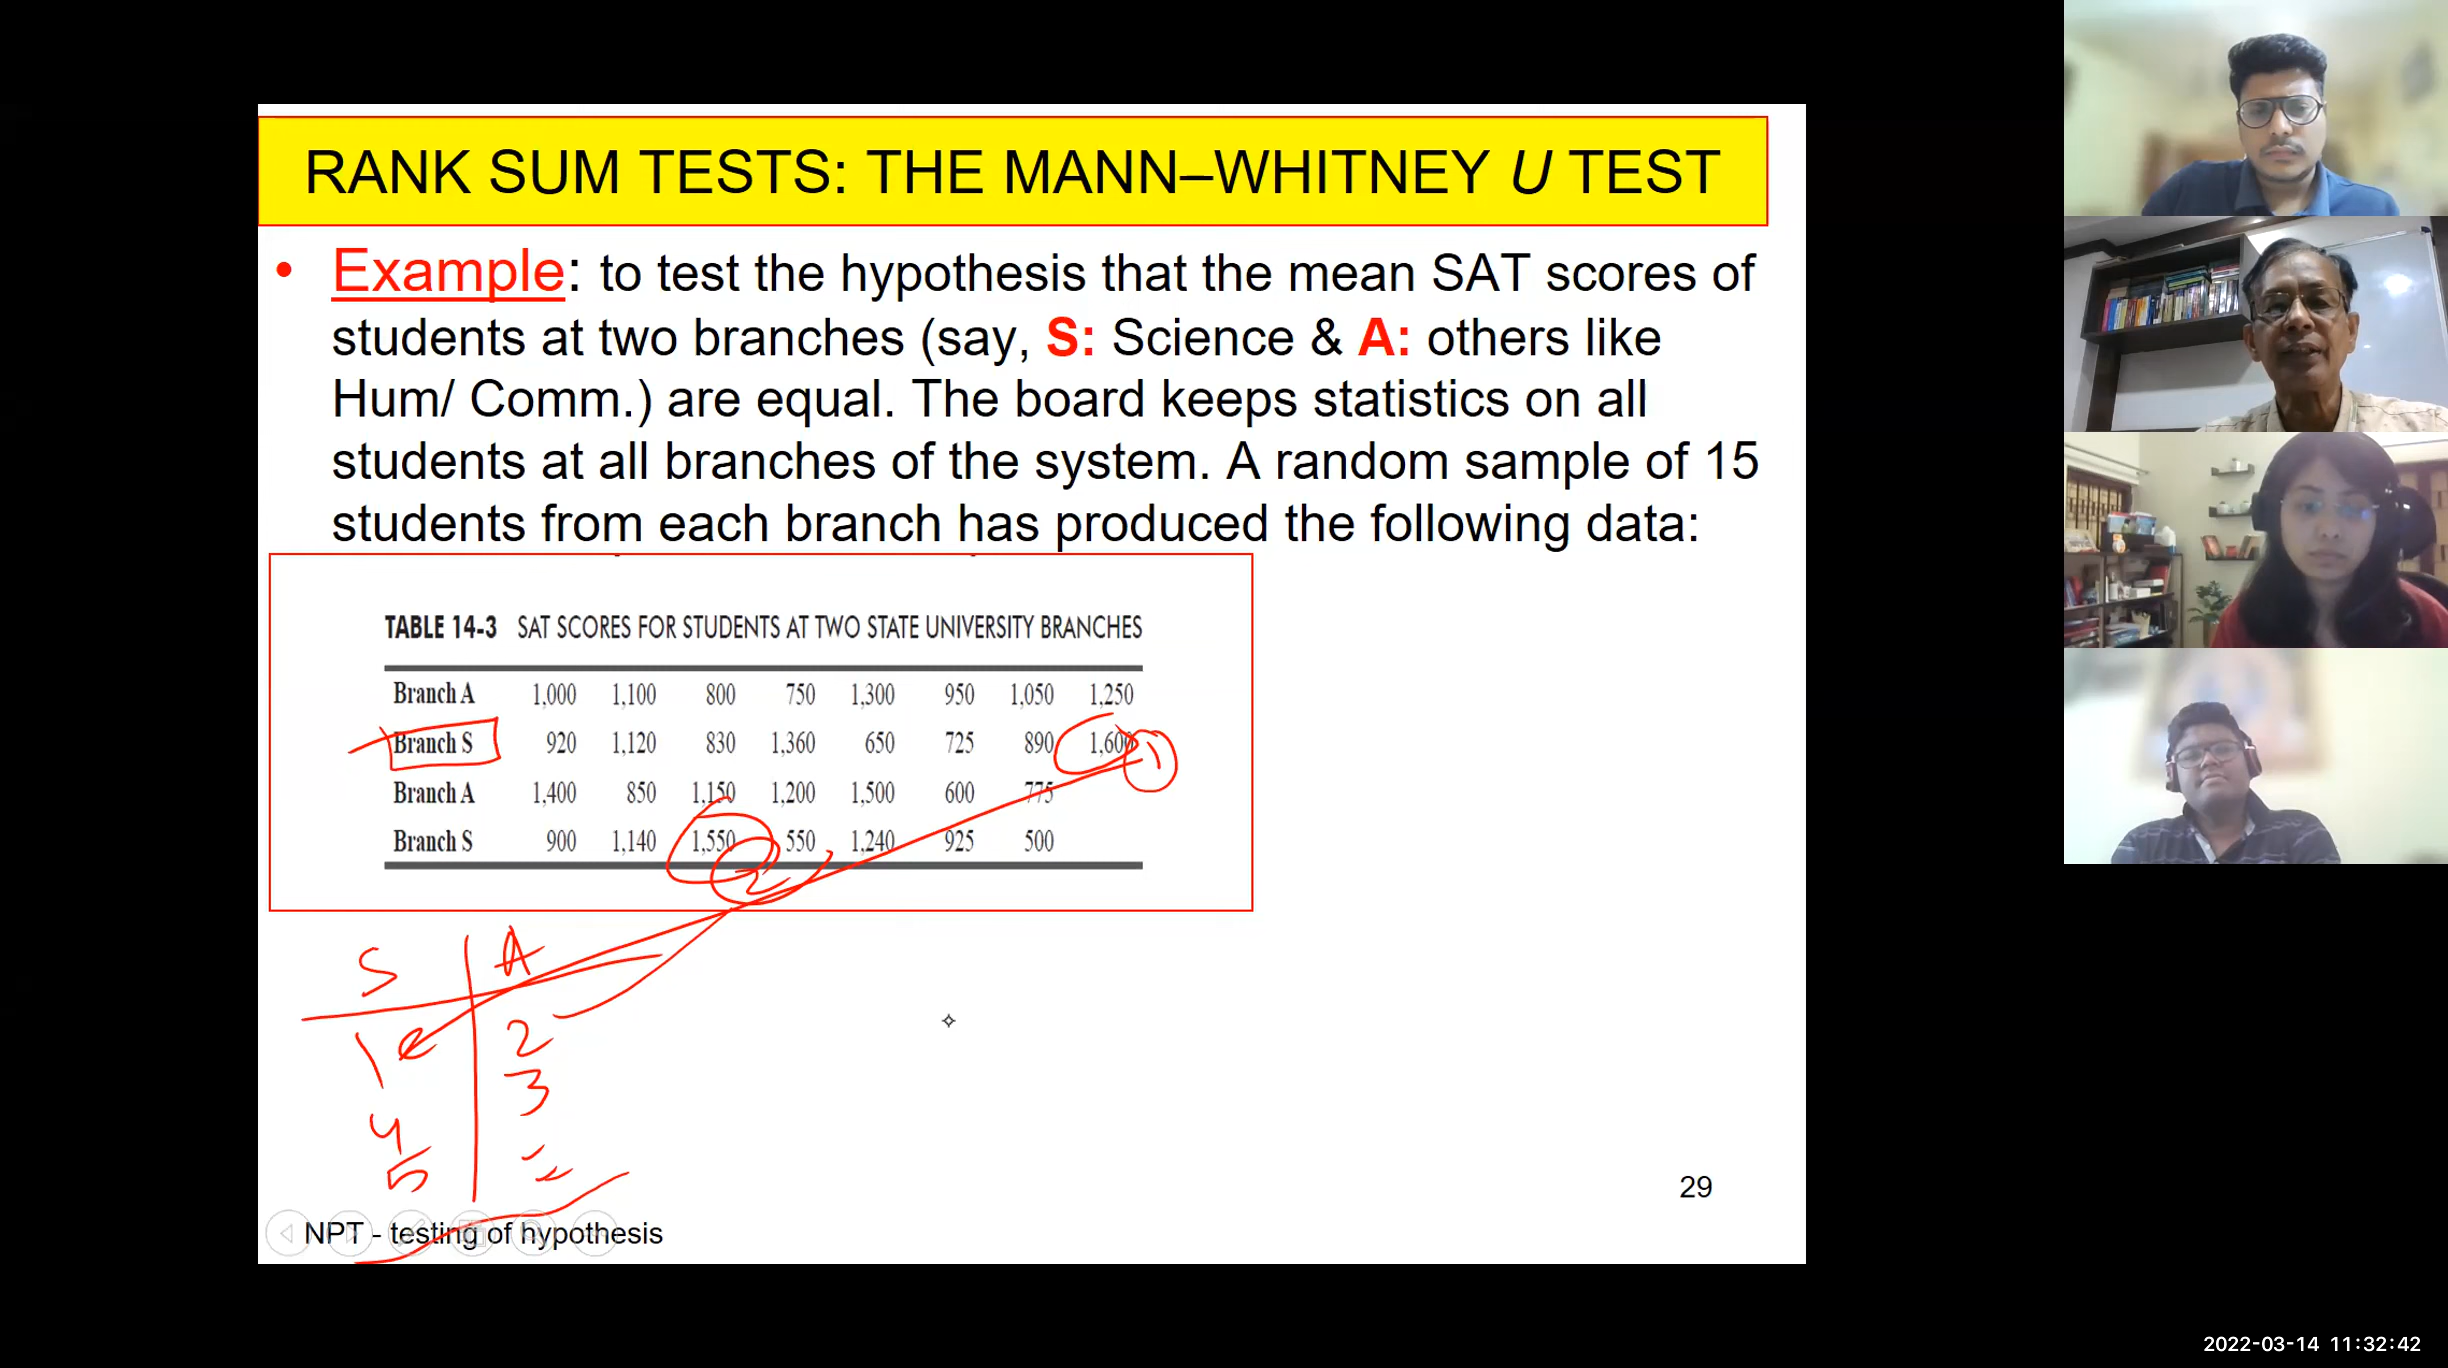 RANK SUM TESTS: THE MANN–WHITNEY U TEST
• Example: to test the hypothesis that the mean SAT scores of
students at two branches (say, S: Science & A: others like
Hum/ Comm.) are equal. The board keeps statistics on all
students at all branches of the system. A random sample of 15
students from each branch has produced the following data:
TABLE 14-3 SAT SCORES FOR STUDENTS AT TWO STATE UNIVERSITY BRANCHES
Branch A 1,000 1,100 800 750 1,300 950 1,050 1,250
Branch S 920 1,120 830 1,360 650 725 890 1,600
1
Branch A 1,400 850 1,150 1,200 1,500 600 775
Branch S 900 1,140 1,550 550 1,240 925 500
2
S A
1 2
3
4
5
29
NPT - testing of hypothesis
2022-03-14 11:32:42